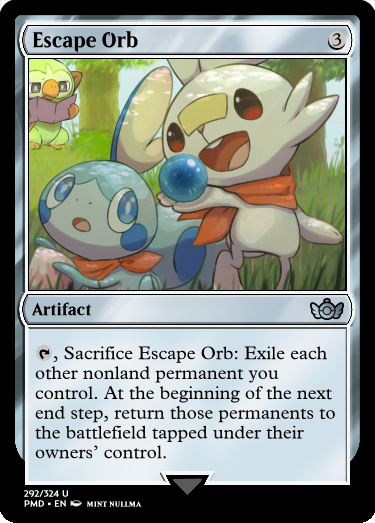 Escape Orb
3
Artifact
, Sacrifice Escape Orb: Exile each
other nonland permanent you
control. At the beginning of the next
end step, return those permanents to
the battlefield tapped under their
owners’ control.
292/324 U
PMD • EN MINT NULLMA